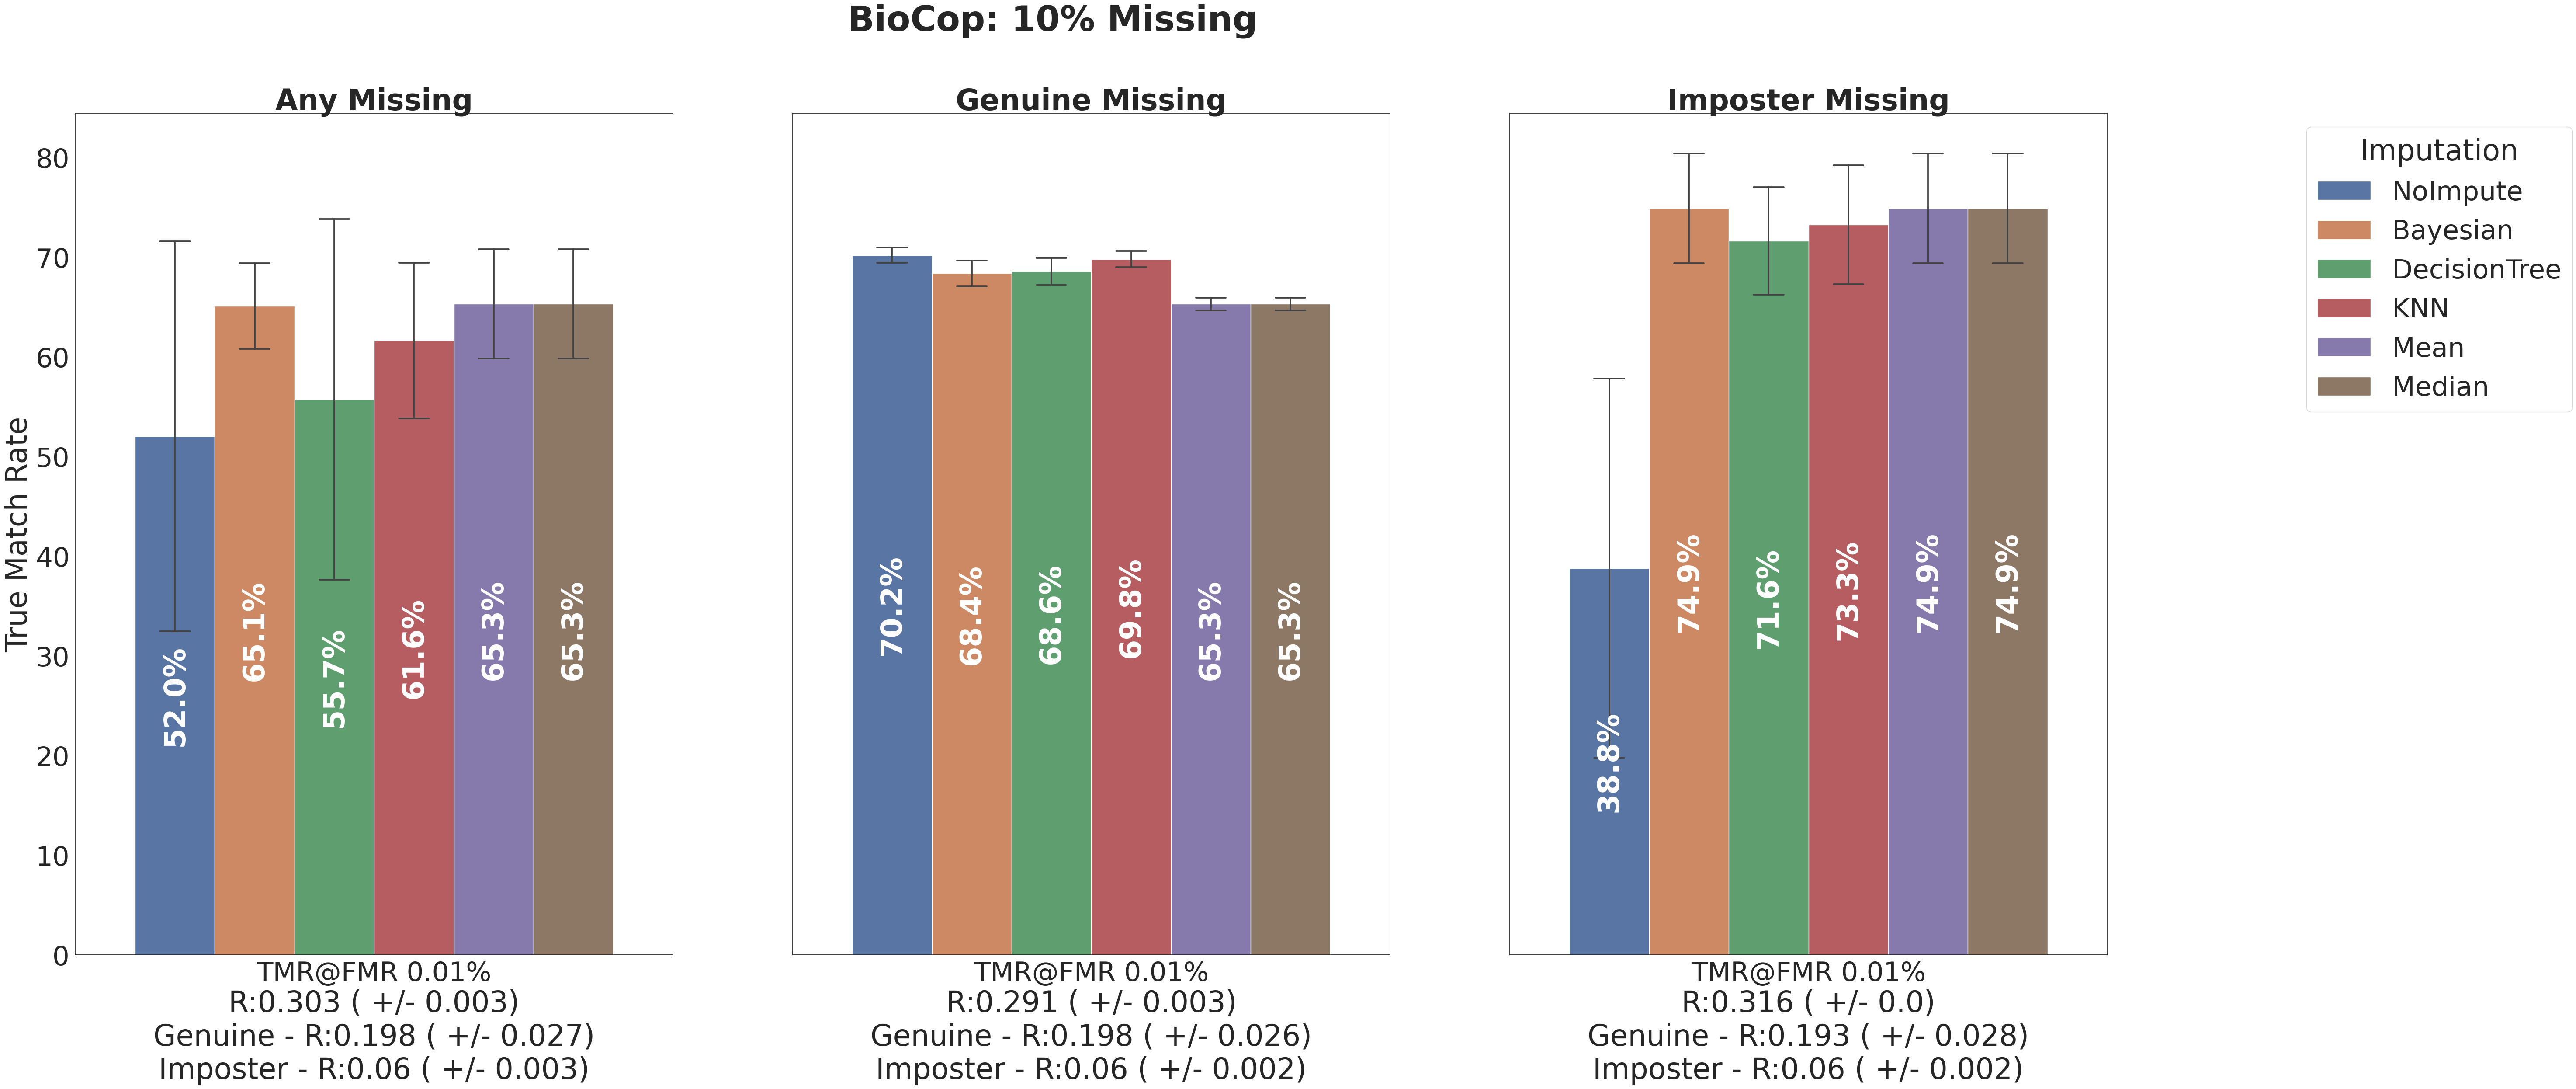 BioCop: 10% Missing
Any Missing
Genuine Missing
Imposter Missing
True Match Rate
80
70
60
50
40
30
20
10
0
52.0%
65.1%
55.7%
61.6%
65.3%
65.3%
70.2%
68.4%
68.6%
69.8%
65.3%
65.3%
38.8%
74.9%
71.6%
73.3%
74.9%
74.9%
TMR@FMR 0.01%
R:0.303 ( +/- 0.003)
Genuine - R:0.198 ( +/- 0.027)
Imposter - R:0.06 ( +/- 0.003)
TMR@FMR 0.01%
R:0.291 ( +/- 0.003)
Genuine - R:0.198 ( +/- 0.026)
Imposter - R:0.06 ( +/- 0.002)
TMR@FMR 0.01%
R:0.316 ( +/- 0.0)
Genuine - R:0.193 ( +/- 0.028)
Imposter - R:0.06 ( +/- 0.002)
Imputation
NoImpute
Bayesian
DecisionTree
KNN
Mean
Median